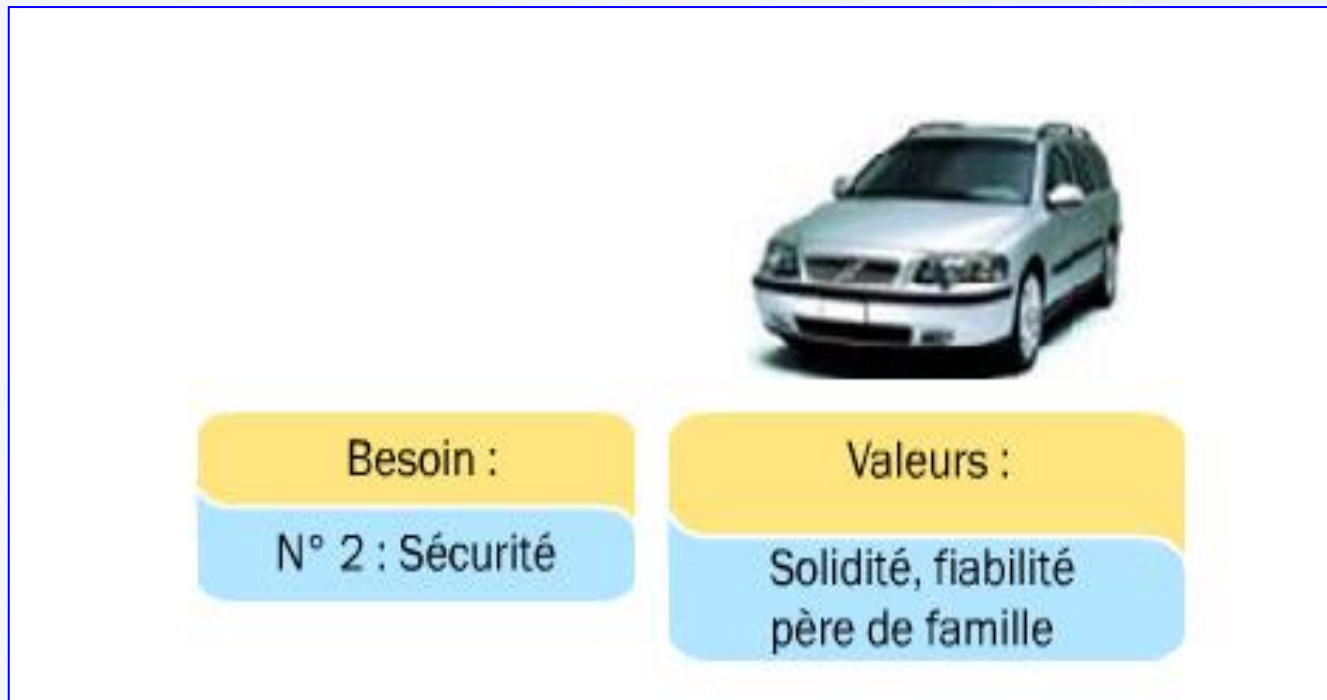 Besoin :
N° 2 : Sécurité
Valeurs :
Solidité, fiabilité
père de famille